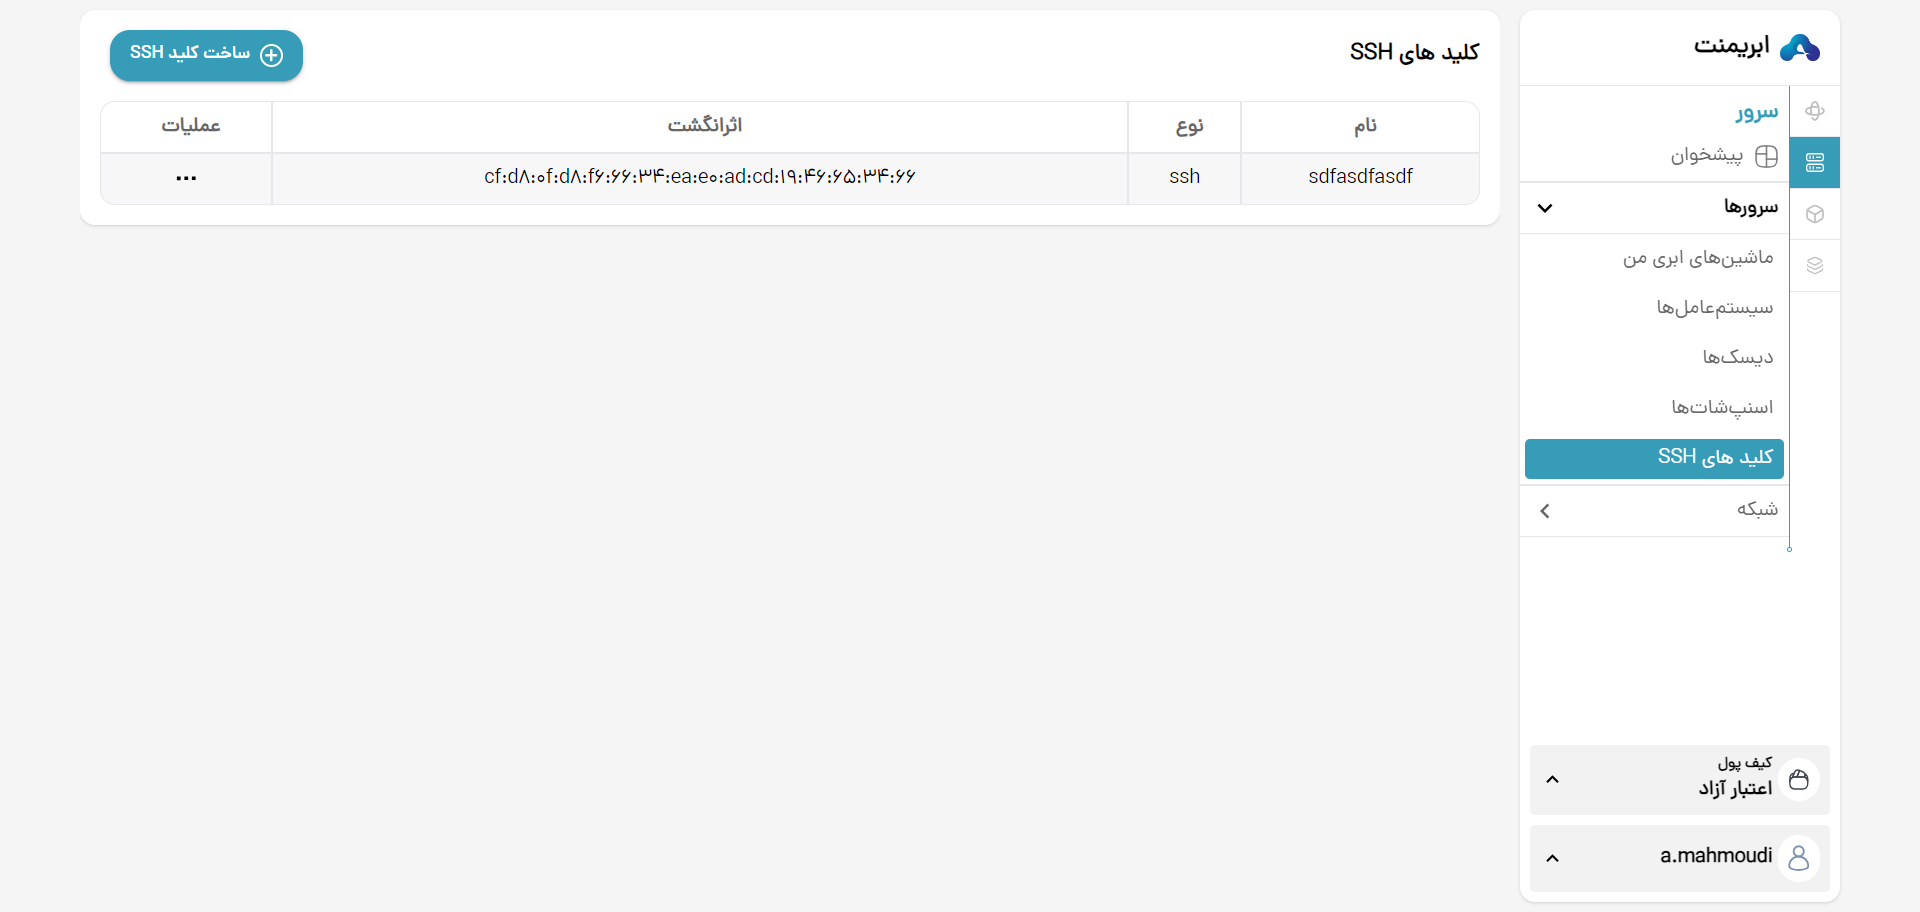 ابریمنت
سرور
پیشخوان
سرورها
ماشین‌های ابری من
سیستم‌عامل‌ها
دیسک‌ها
اسنپ‌شات‌ها
کلید های SSH
شبکه
کیف پول
اعتبار آزاد
a.mahmoudi
کلید های SSH
ساخت کلید SSH
نام نوع اثرانگشت عملیات
sdfasdfasdf ssh cf:d۸:۰f:d۸:f۶:۶۶:۳۴:ea:e۰:ad:cd:۱۹:۴۶:۶۵:۳۴:۶۶